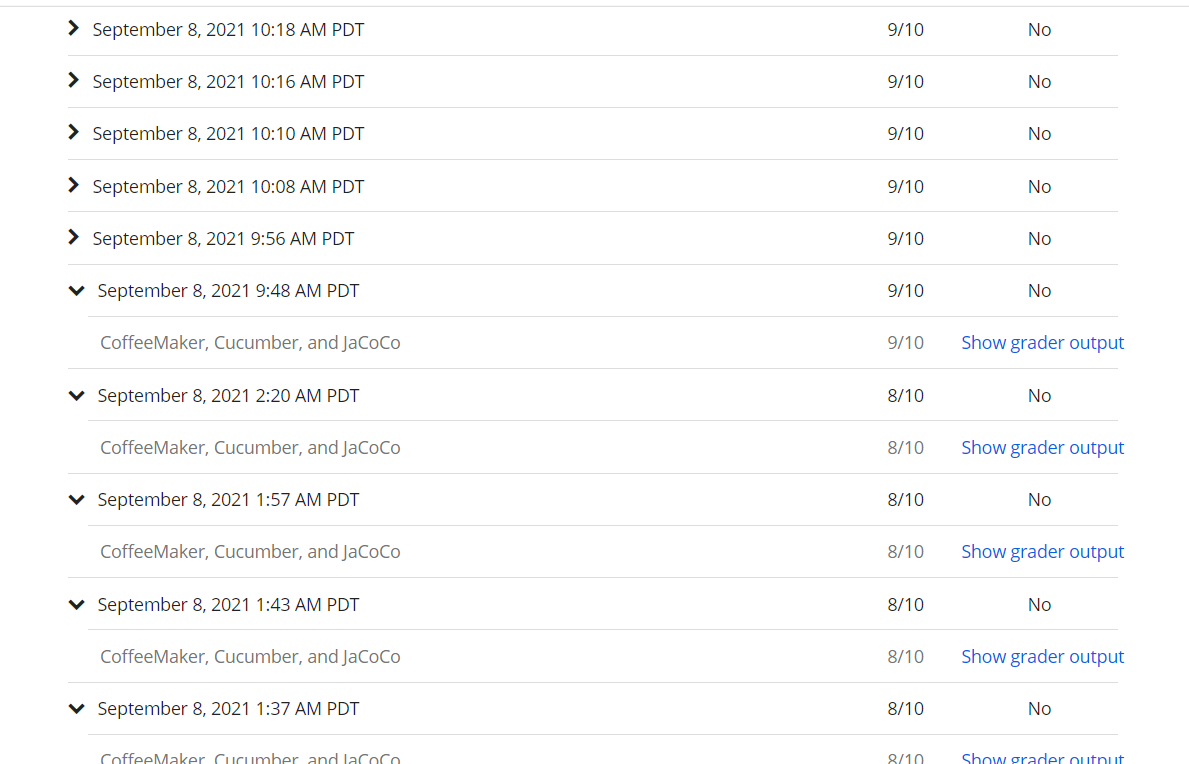 September 8, 2021 10:18 AM PDT 9/10 No
September 8, 2021 10:16 AM PDT 9/10 No
September 8, 2021 10:10 AM PDT 9/10 No
September 8, 2021 10:08 AM PDT 9/10 No
September 8, 2021 9:56 AM PDT 9/10 No
September 8, 2021 9:48 AM PDT 9/10 No
CoffeeMaker, Cucumber, and JaCoCo 9/10 Show grader output
September 8, 2021 2:20 AM PDT 8/10 No
CoffeeMaker, Cucumber, and JaCoCo 8/10 Show grader output
September 8, 2021 1:57 AM PDT 8/10 No
CoffeeMaker, Cucumber, and JaCoCo 8/10 Show grader output
September 8, 2021 1:43 AM PDT 8/10 No
CoffeeMaker, Cucumber, and JaCoCo 8/10 Show grader output
September 8, 2021 1:37 AM PDT 8/10 No
CoffeeMaker, Cucumber, and JaCoCo 8/10 Show grader output